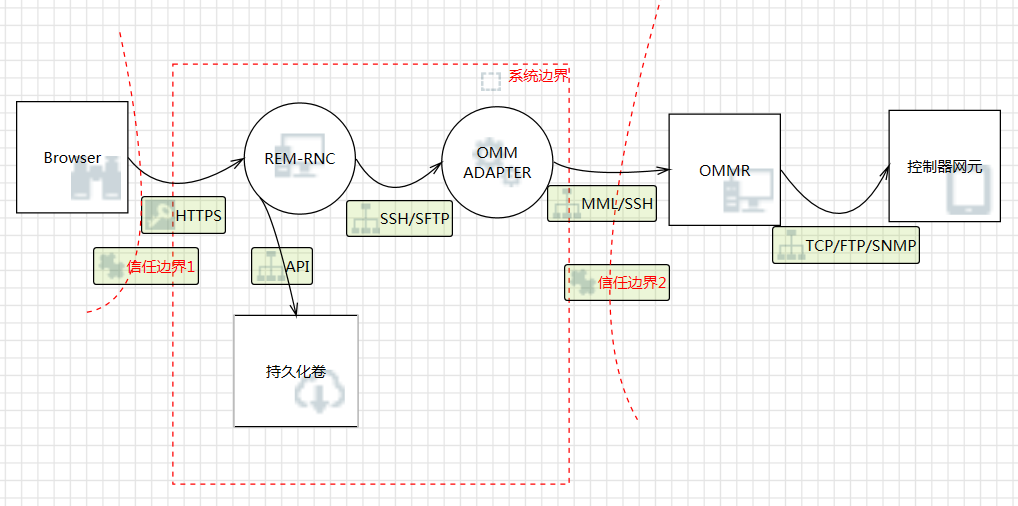 系统边界
Browser
REM-RNC
OMM
ADAPTER
OMMR
控制器网元
HTTPS
SSH/SFTP
MML/SSH
TCP/FTP/SNMP
信任边界1
API
信任边界2
持久化卷